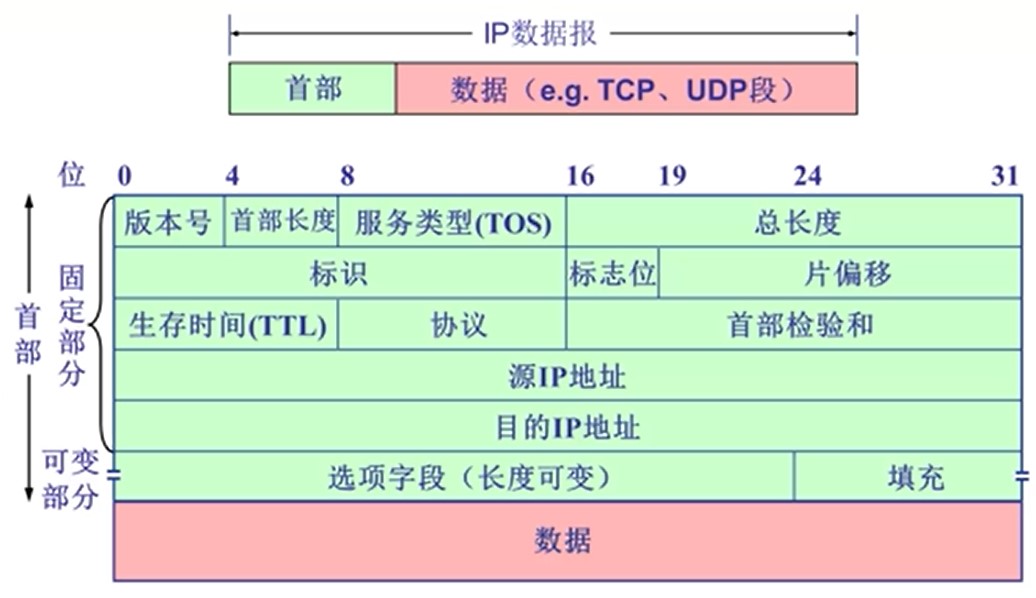 IP数据报
首部 数据（e.g. TCP、UDP段）
位 0 4 8 16 19 24 31
版本号 首部长度 服务类型(TOS) 总长度
标识 标志位 片偏移
生存时间(TTL) 协议 首部检验和
源IP地址
目的IP地址
选项字段（长度可变） 填充
数据
首部
固定部分
可变
部分